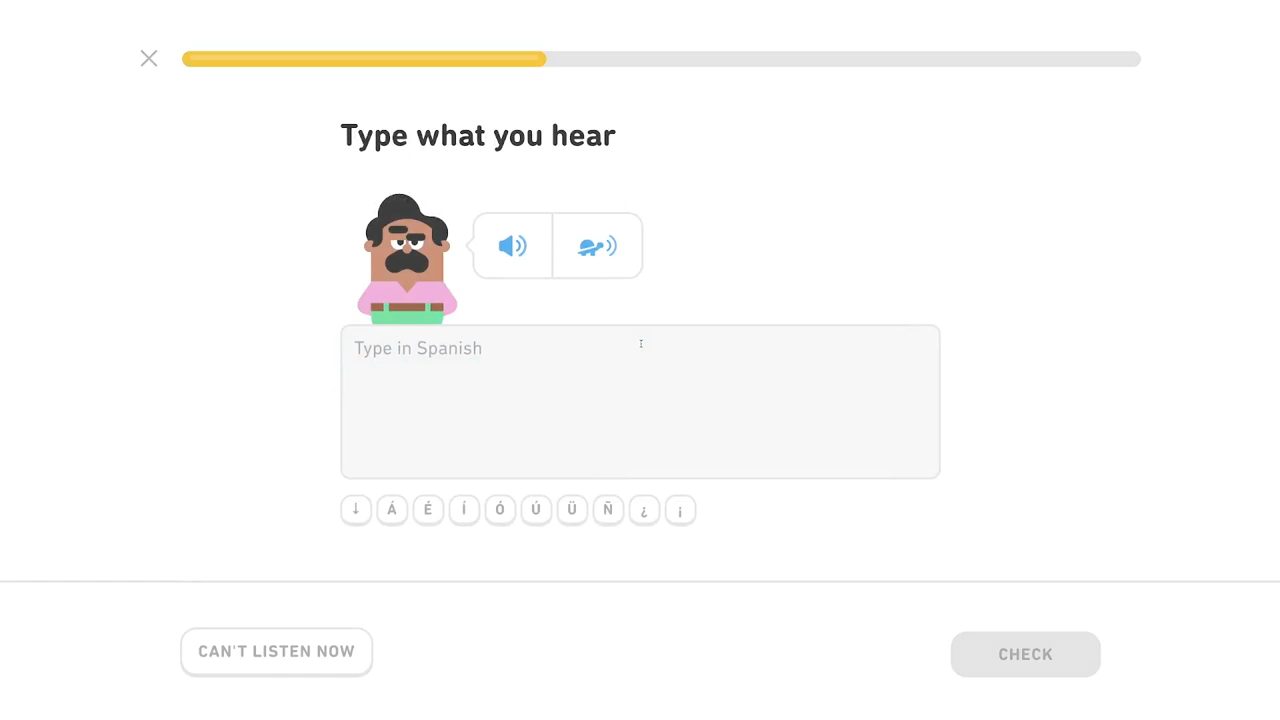 Type what you hear
Type in Spanish
↓ Á É Í Ó Ú Ü Ñ ¿ ¡
CAN'T LISTEN NOW
CHECK